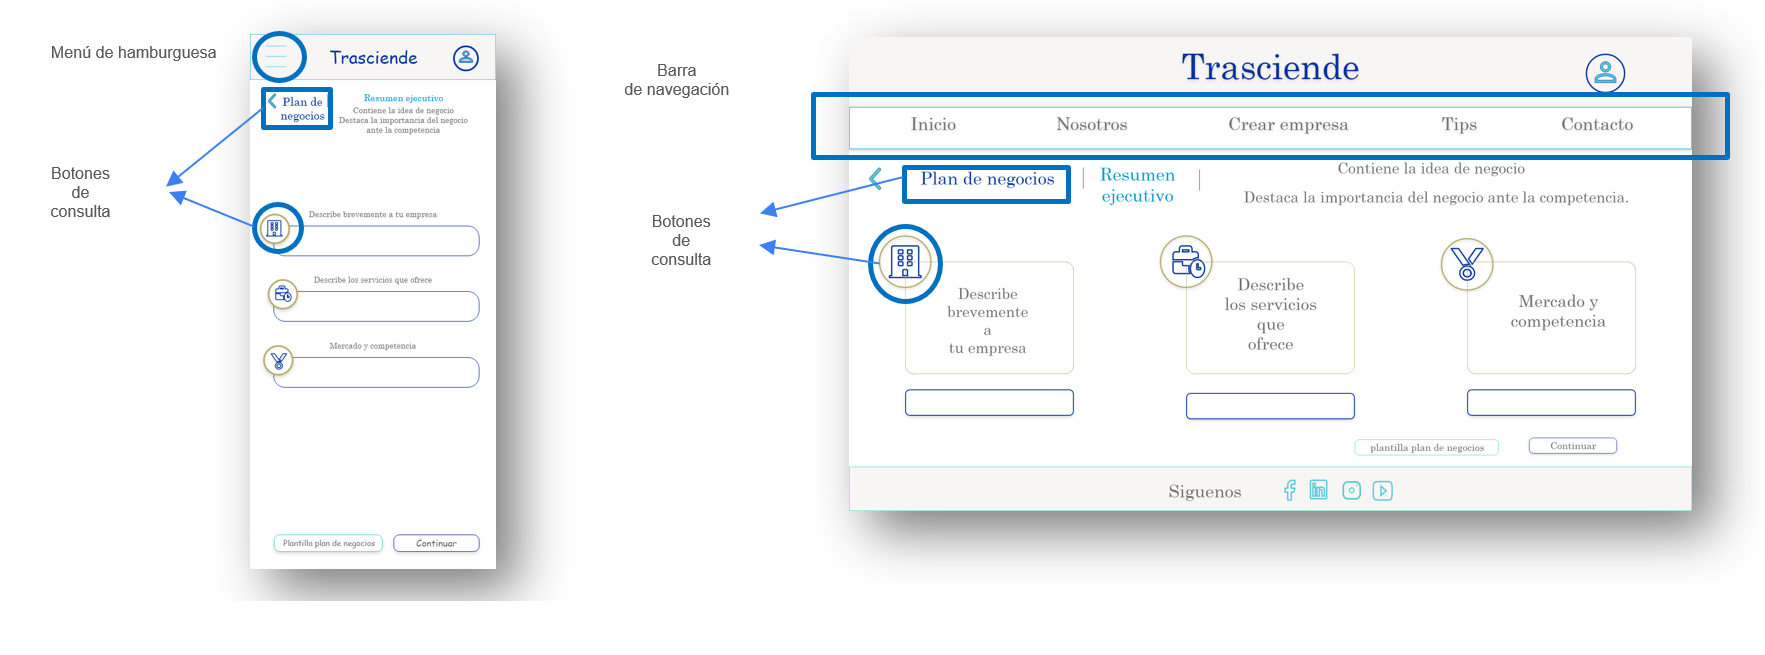 Menú de hamburguesa
Trasciende
Plan de
negocios
Resumen ejecutivo
Contiene la idea de negocio
Destaca la importancia del negocio
ante la competencia
Botones
de
consulta
Describe brevemente a tu empresa
Describe los servicios que ofrece
Mercado y competencia
Plantilla plan de negocios
Continuar
Barra
de navegación
Trasciende
Inicio
Nosotros
Crear empresa
Tips
Contacto
Plan de negocios
Resumen
ejecutivo
Contiene la idea de negocio
Destaca la importancia del negocio ante la competencia.
Botones
de
consulta
Describe
brevemente
a
tu empresa
Describe
los servicios
que
ofrece
Mercado y
competencia
plantilla plan de negocios
Continuar
Siguenos